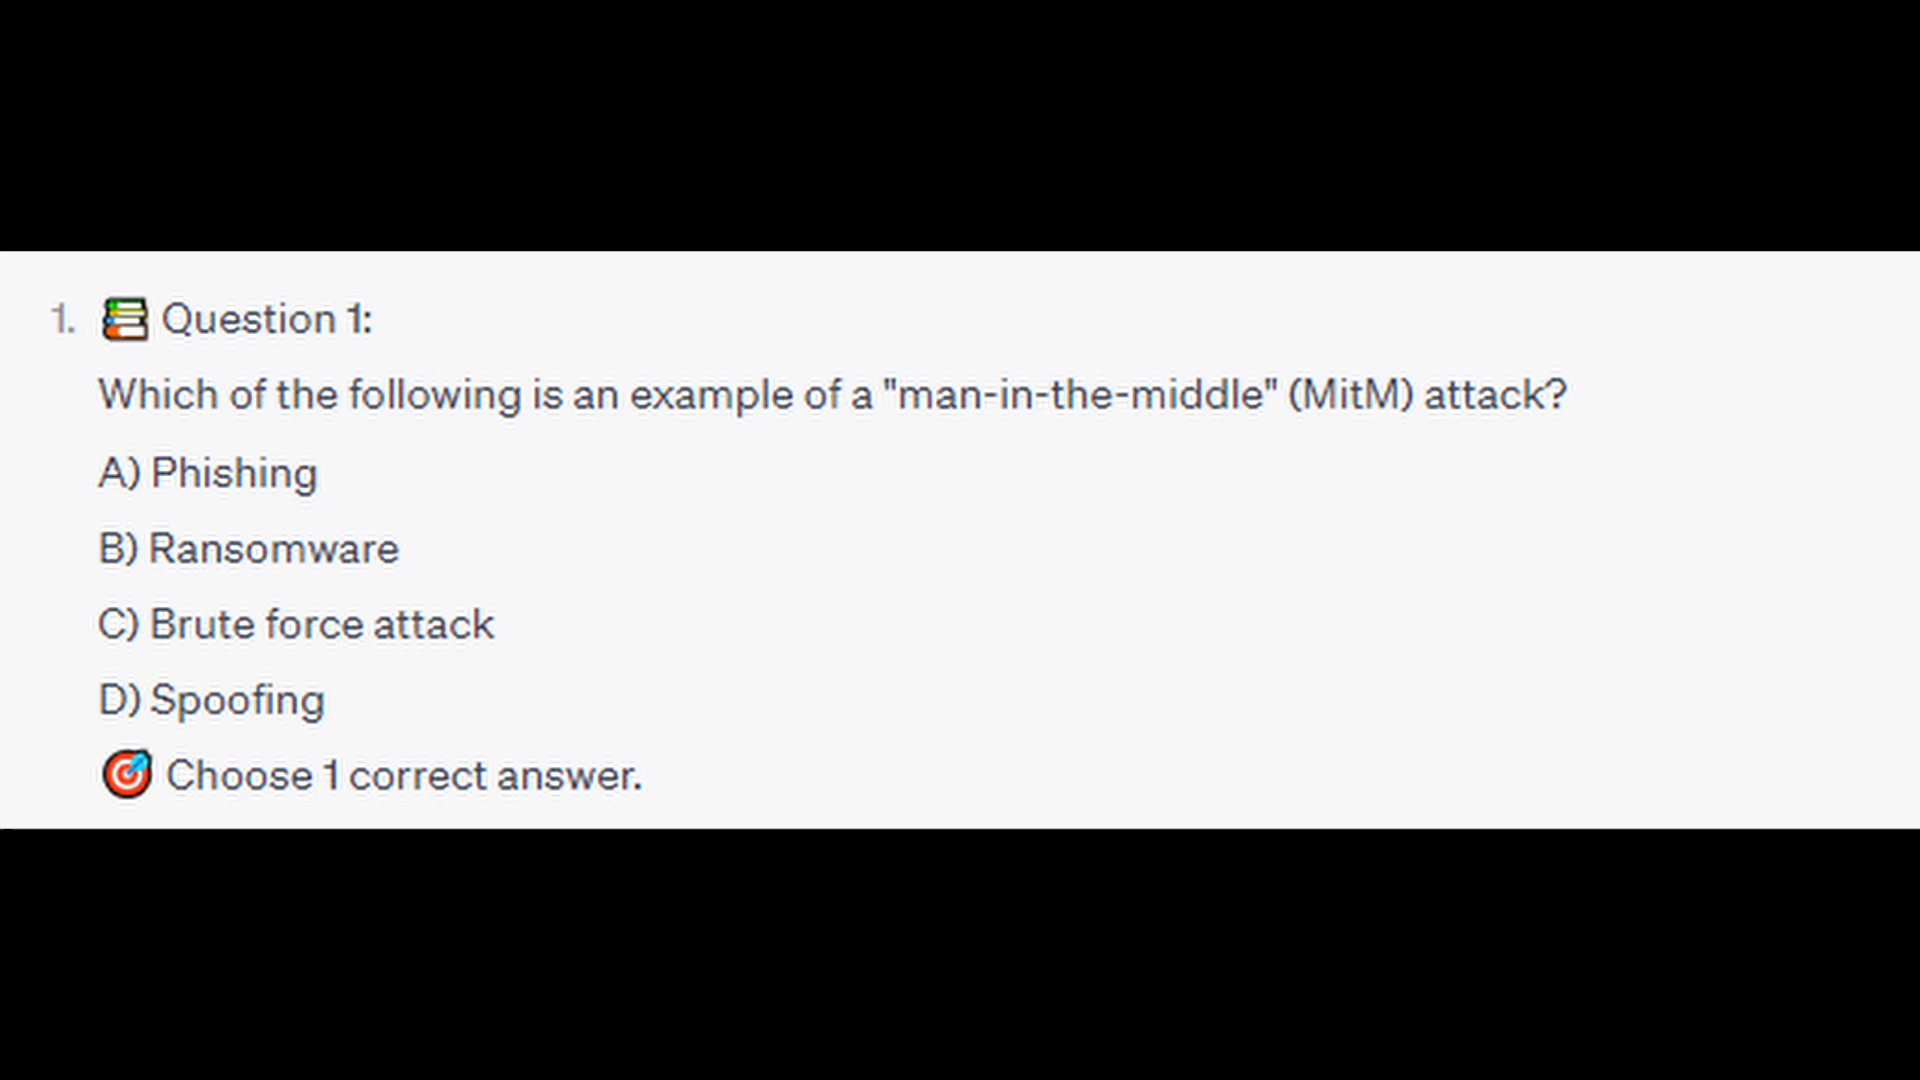 1. 📚 Question 1:
Which of the following is an example of a "man-in-the-middle" (MitM) attack?
A) Phishing
B) Ransomware
C) Brute force attack
D) Spoofing
🎯 Choose 1 correct answer.